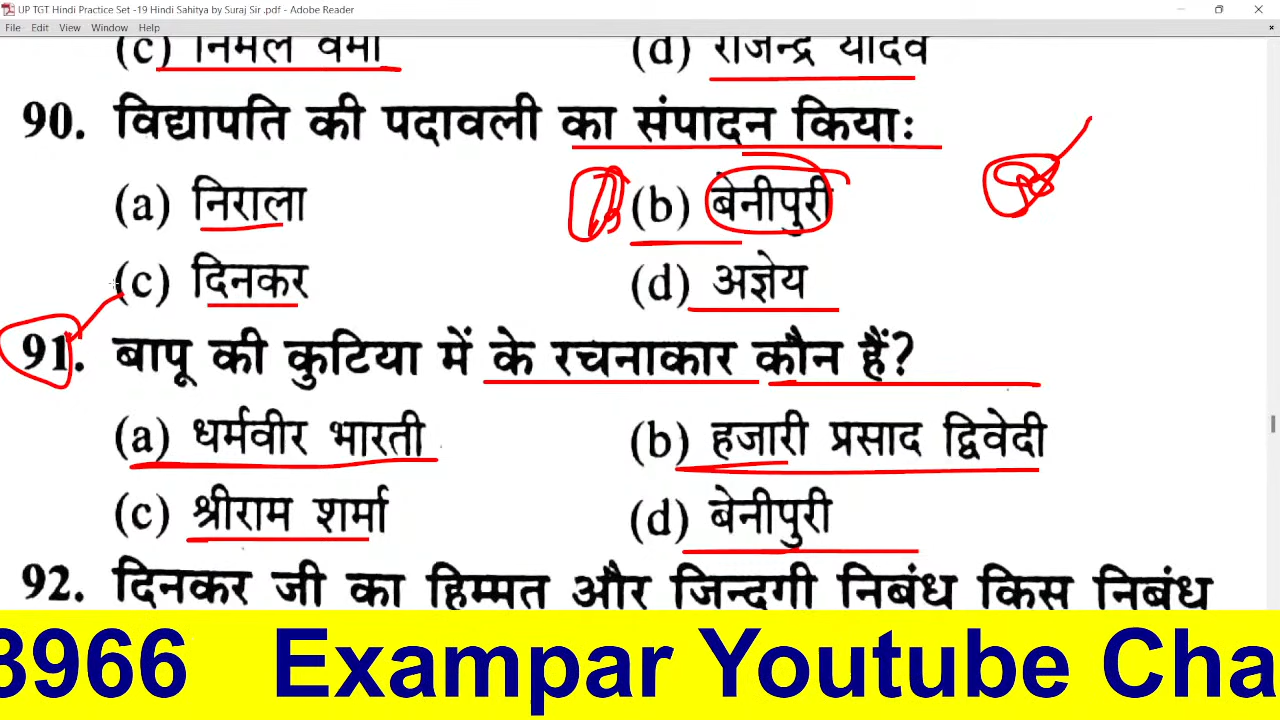 UP TGT Hindi Practice Set -19 Hindi Sahitya by Suraj Sir .pdf - Adobe Reader
File Edit View Window Help
(c) निर्मल वर्मा (d) राजेन्द्र यादव
90. विद्यापति की पदावली का संपादन किया:
(a) निराला (b) बेनीपुरी
(c) दिनकर (d) अज्ञेय
91. बापू की कुटिया में के रचनाकार कौन हैं?
(a) धर्मवीर भारती (b) हजारी प्रसाद द्विवेदी
(c) श्रीराम शर्मा (d) बेनीपुरी
92. दिनकर जी का हिम्मत और जिन्दगी निबंध किस निबंध
3966 Exampar Youtube Cha